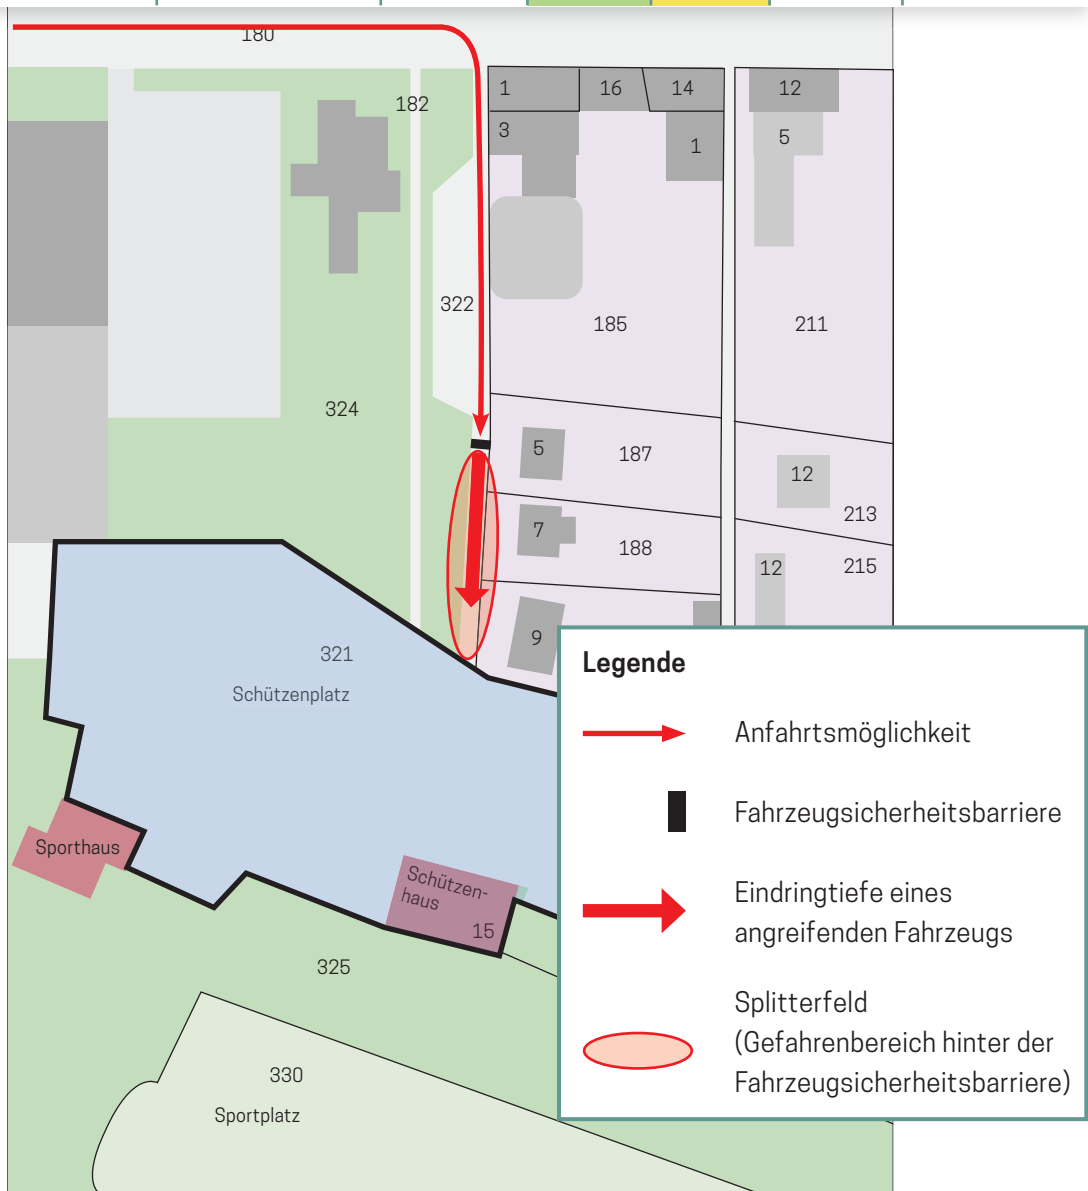 180
182
1
16
14
12
3
5
1
322
185
211
324
5
187
12
213
7
188
12
215
9
321
Schützenplatz
Sporthaus
Schützen-
haus
15
325
330
Sportplatz
Legende
Anfahrtsmöglichkeit
Fahrzeugsicherheitsbarriere
Eindringtiefe eines
angreifenden Fahrzeugs
Splitterfeld
(Gefahrenbereich hinter der
Fahrzeugsicherheitsbarriere)